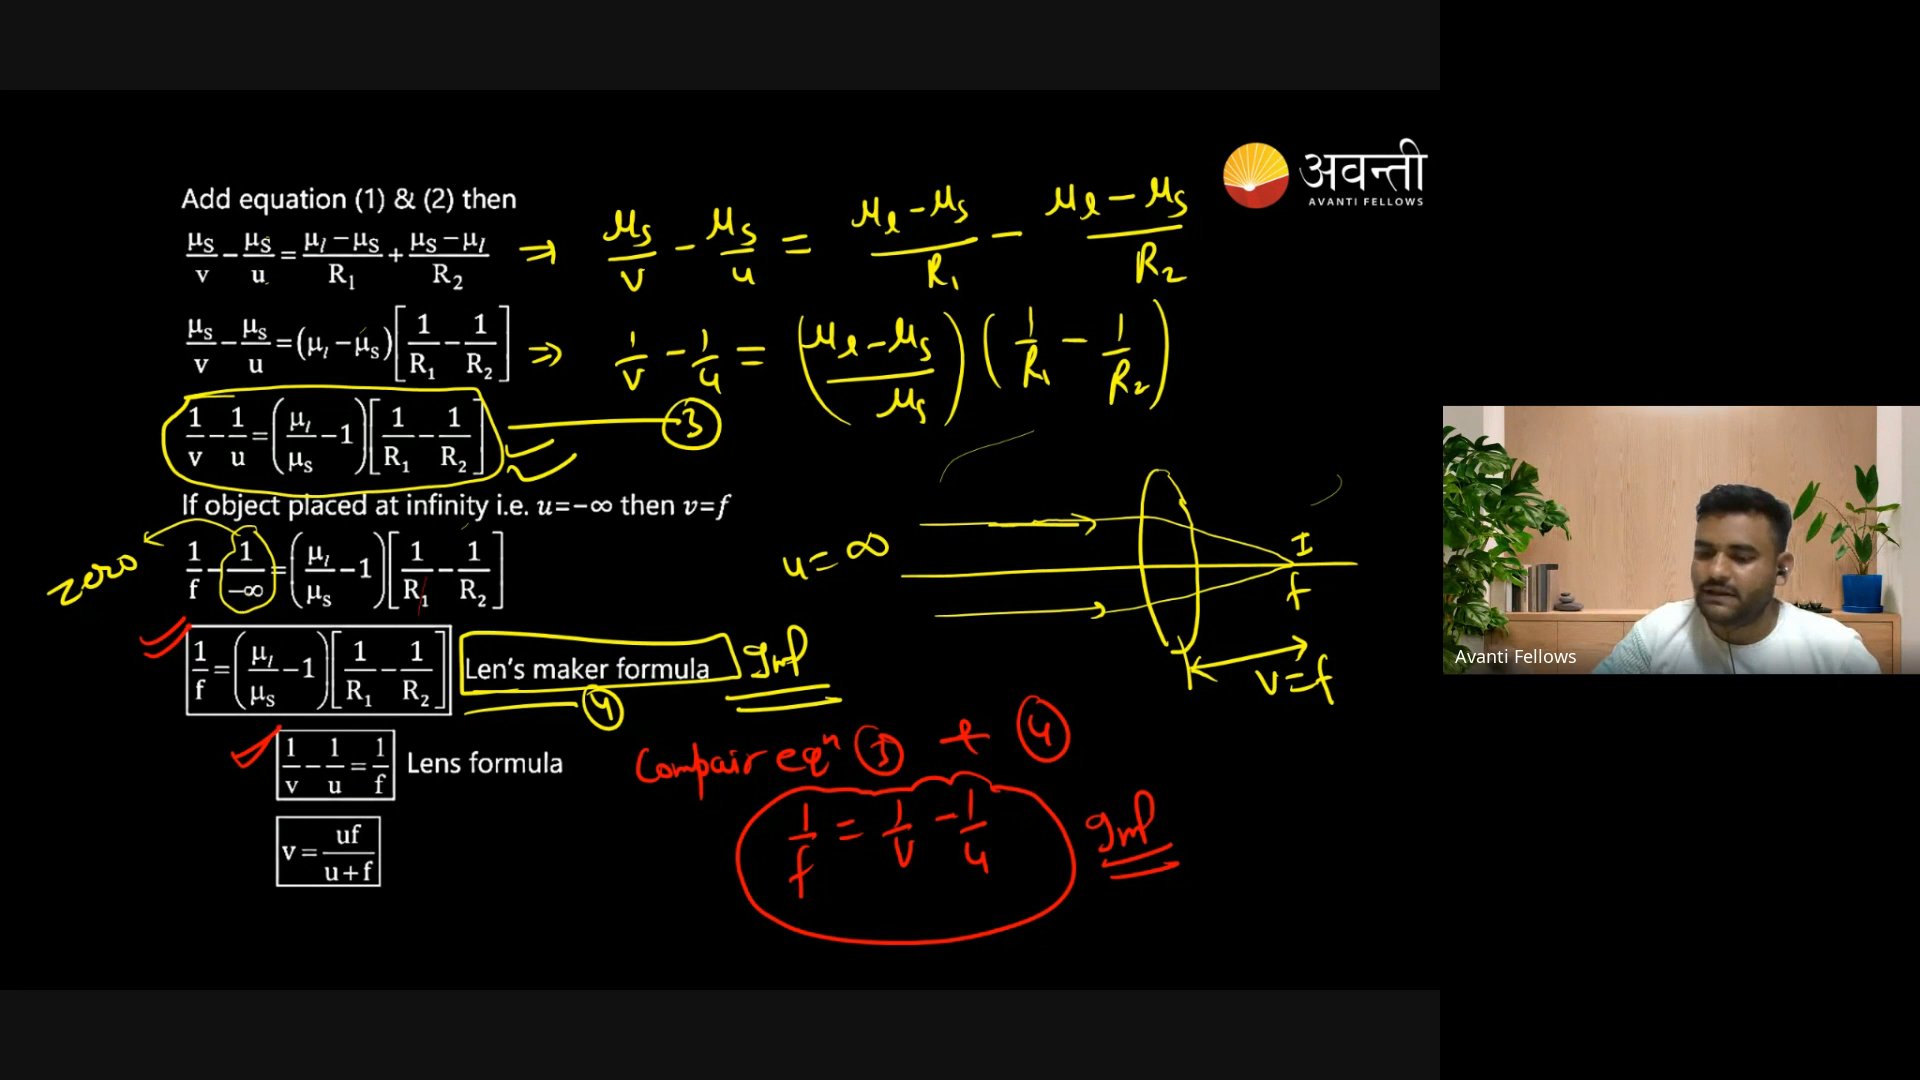 अवन्ती
AVANTI FELLOWS
Add equation (1) & (2) then
μS/v − μS/u = (μl − μS)/R1 + (μS − μl)/R2 ⇒ μs/v − μs/u = (μl − μs)/R1 − (μl − μs)/R2
μS/v − μS/u = (μl − μS)[1/R1 − 1/R2] ⇒ 1/v − 1/u = ((μl − μs)/μs)(1/R1 − 1/R2)
1/v − 1/u = (μl/μS − 1)[1/R1 − 1/R2] 3
If object placed at infinity i.e. u=−∞ then v=f
zero
1/f − 1/−∞ = (μl/μS − 1)[1/R1 − 1/R2]
u = ∞
I
f
v = f
1/f = (μl/μS − 1)[1/R1 − 1/R2] Len's maker formula Imp
4
Compair eqn 3 & 4
1/v − 1/u = 1/f Lens formula
1/f = 1/v − 1/u Imp
v = uf/(u+f)
Avanti Fellows